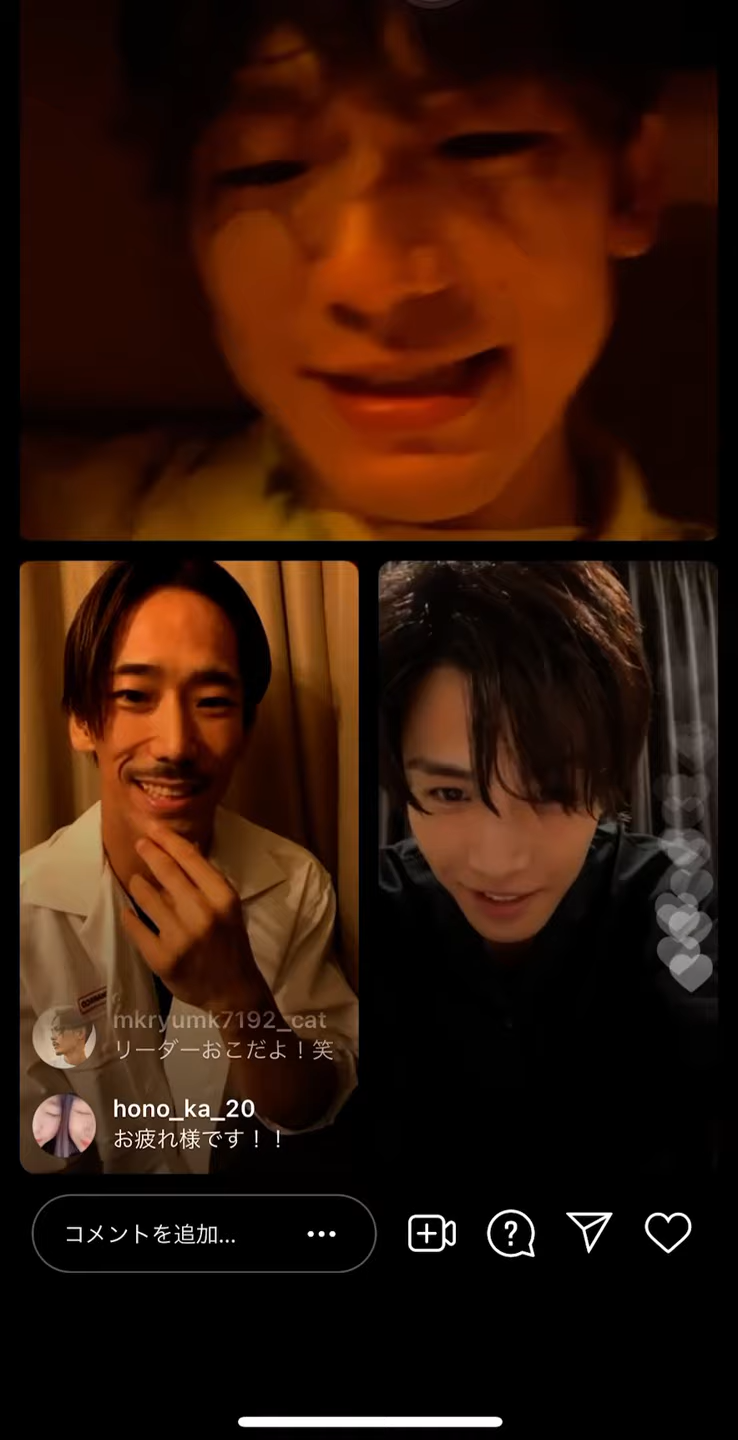 mkryumk7192_cat
リーダーおこだよ！笑
hono_ka_20
お疲れ様です！！
コメントを追加...